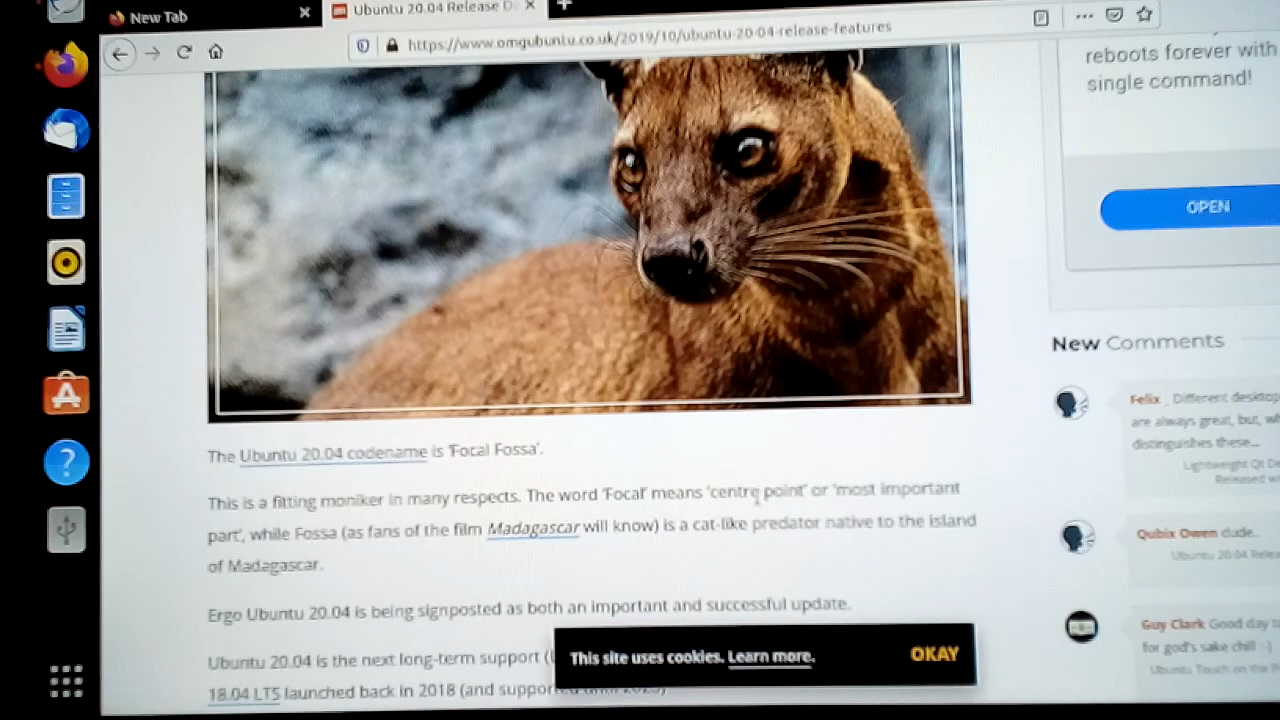 New Tab
Ubuntu 20.04 Release D
https://www.omgubuntu.co.uk/2019/10/ubuntu-20-04-release-features
reboots forever with
single command!
OPEN
The Ubuntu 20.04 codename is 'Focal Fossa'.
This is a fitting moniker in many respects. The word 'Focal' means 'centre point' or 'most important
part', while Fossa (as fans of the film Madagascar will know) is a cat-like predator native to the island
of Madagascar.
Ergo Ubuntu 20.04 is being signposted as both an important and successful update.
Ubuntu 20.04 is the next long-term support (
18.04 LTS launched back in 2018 (and supported until 2023)
This site uses cookies. Learn more.
OKAY
New Comments
Felix _ Different desktop
are always great, but, w
distinguishes these...
Lightweight Qt De
Released w
Qubix Owen dude.
Ubuntu 20.04 Relea
Guy Clark Good day t
for god's sake chill :-)
Ubuntu Touch on the